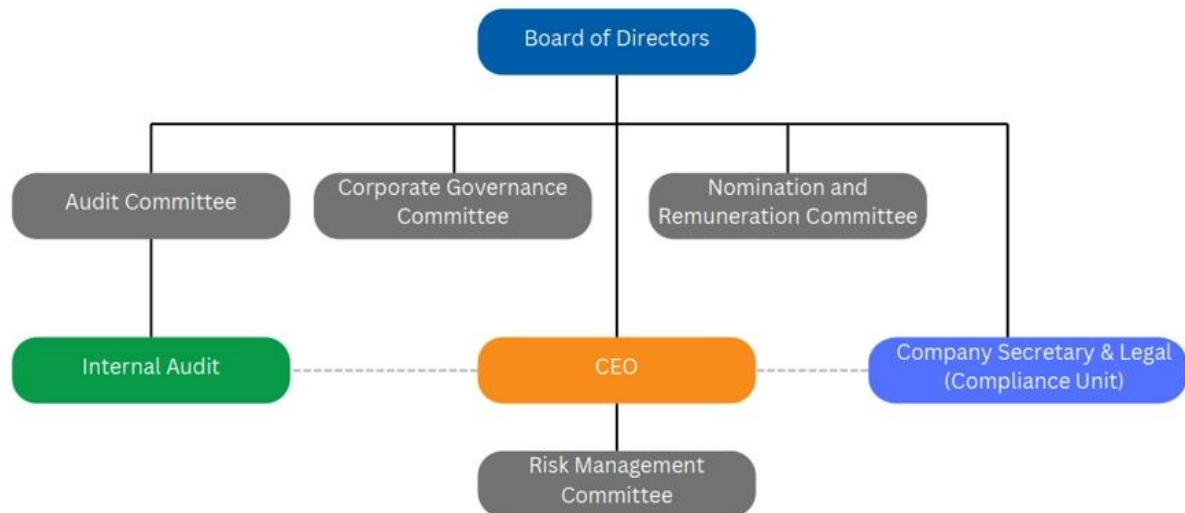 Board of Directors
Audit Committee
Corporate Governance
Committee
Nomination and
Remuneration Committee
Internal Audit
CEO
Company Secretary & Legal
(Compliance Unit)
Risk Management
Committee